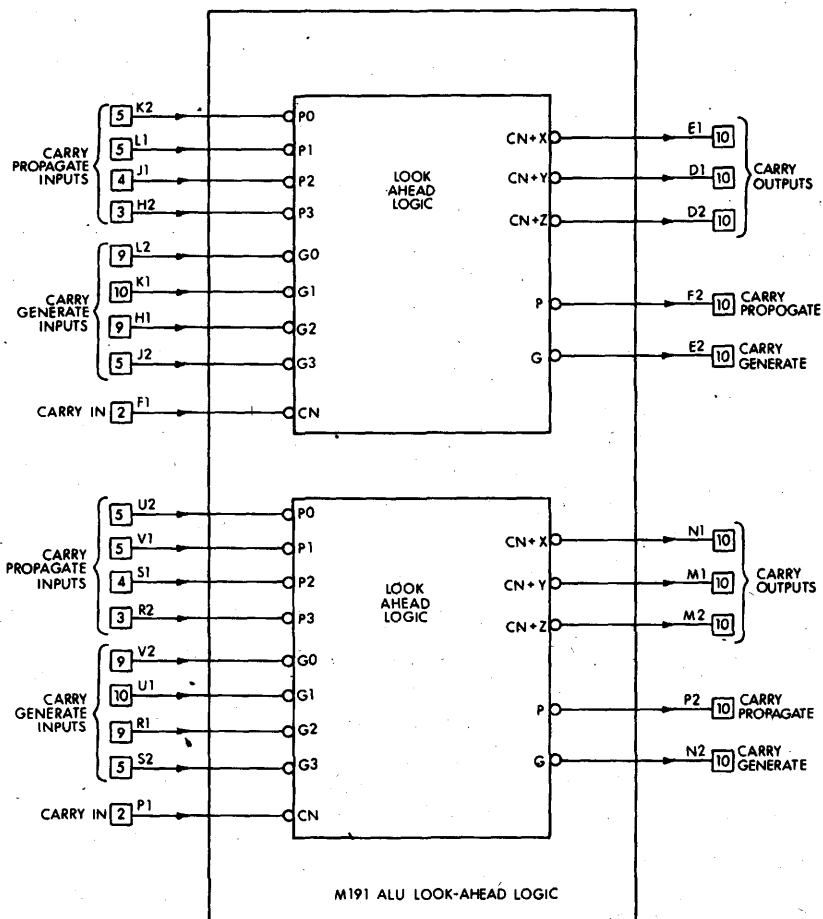 5 K2 P0
5 L1 P1
4 J1 P2
3 H2 P3
CARRY
PROPAGATE
INPUTS
9 L2 G0
10 K1 G1
9 H1 G2
5 J2 G3
CARRY
GENERATE
INPUTS
CARRY IN 2 F1 CN
LOOK
AHEAD
LOGIC
CN+X E1 10
CN+Y D1 10
CN+Z D2 10
CARRY
OUTPUTS
P F2 10 CARRY
PROPOGATE
G E2 10 CARRY
GENERATE
5 U2 P0
5 V1 P1
4 S1 P2
3 R2 P3
CARRY
PROPAGATE
INPUTS
9 V2 G0
10 U1 G1
9 R1 G2
5 S2 G3
CARRY
GENERATE
INPUTS
CARRY IN 2 P1 CN
LOOK
AHEAD
LOGIC
CN+X N1 10
CN+Y M1 10
CN+Z M2 10
CARRY
OUTPUTS
P P2 10 CARRY
PROPAGATE
G N2 10 CARRY
GENERATE
M191 ALU LOOK-AHEAD LOGIC